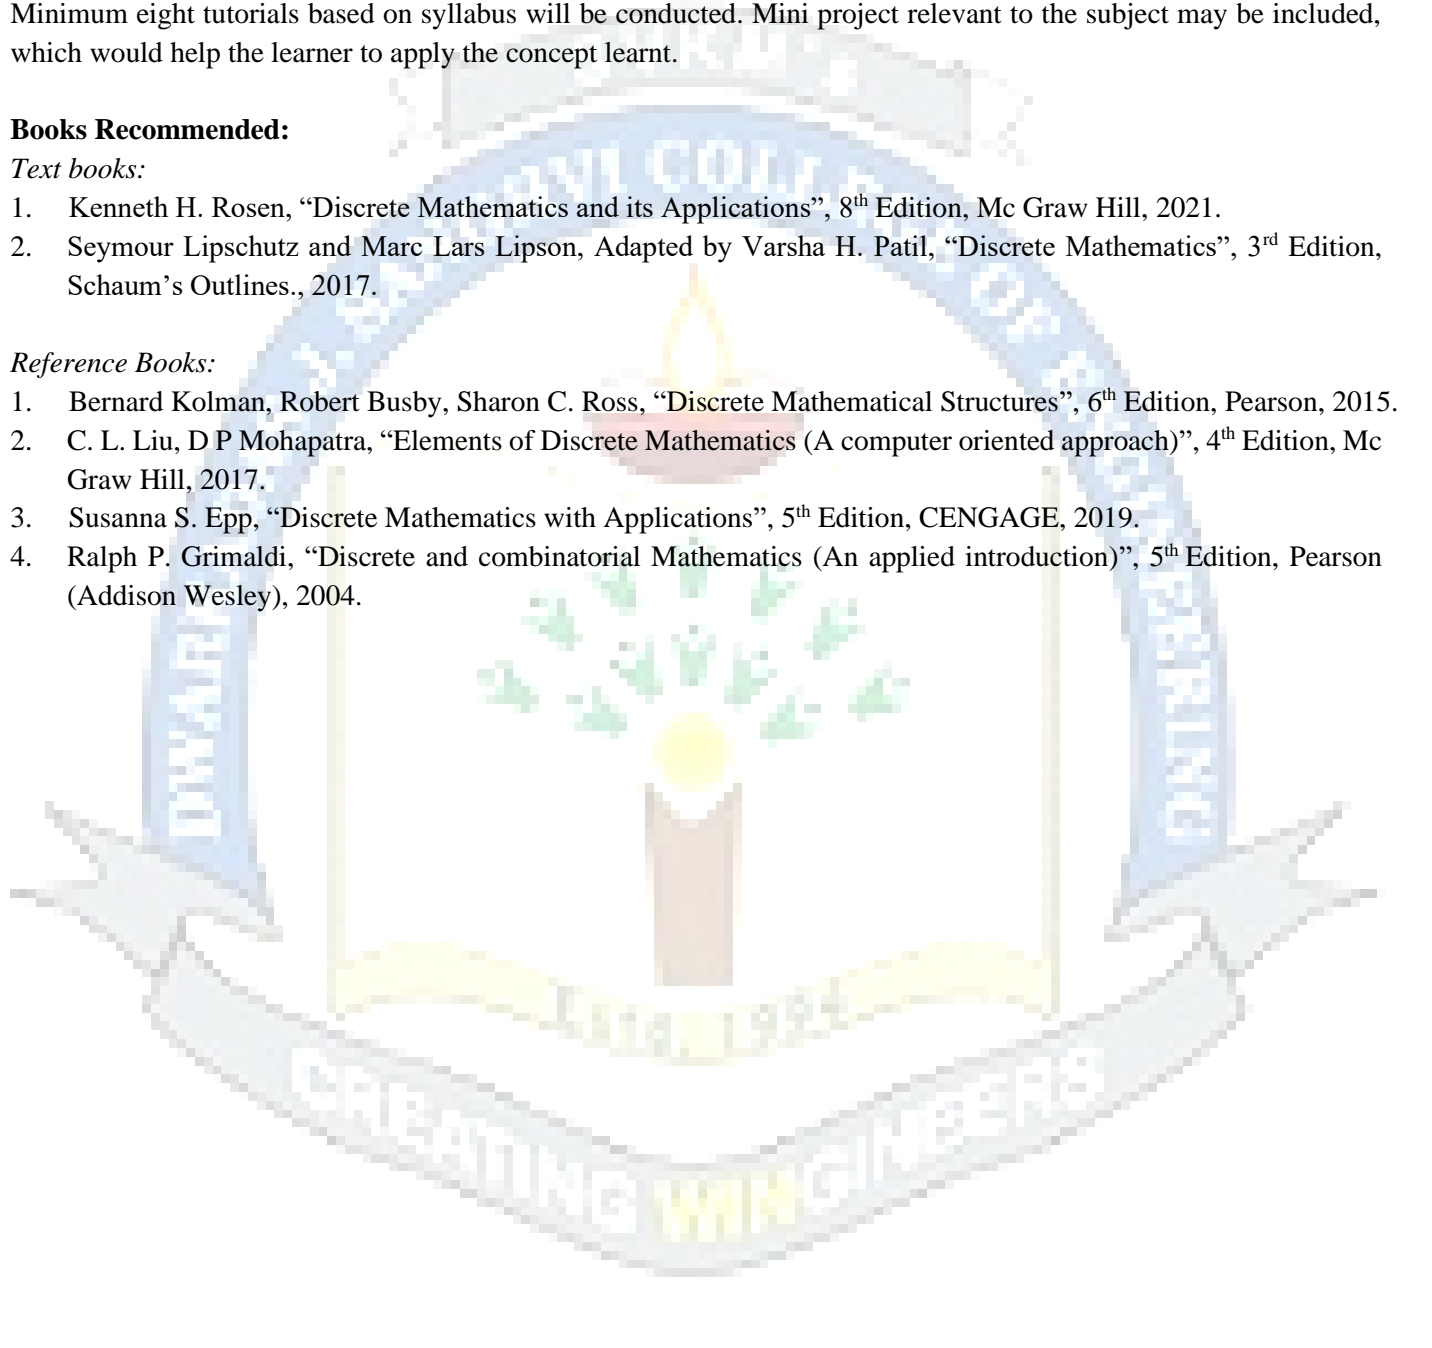 Minimum eight tutorials based on syllabus will be conducted. Mini project relevant to the subject may be included,
which would help the learner to apply the concept learnt.
Books Recommended:
Text books:
1. Kenneth H. Rosen, “Discrete Mathematics and its Applications”, 8th Edition, Mc Graw Hill, 2021.
2. Seymour Lipschutz and Marc Lars Lipson, Adapted by Varsha H. Patil, “Discrete Mathematics”, 3rd Edition,
Schaum’s Outlines., 2017.
Reference Books:
1. Bernard Kolman, Robert Busby, Sharon C. Ross, “Discrete Mathematical Structures”, 6th Edition, Pearson, 2015.
2. C. L. Liu, D P Mohapatra, “Elements of Discrete Mathematics (A computer oriented approach)”, 4th Edition, Mc
Graw Hill, 2017.
3. Susanna S. Epp, “Discrete Mathematics with Applications”, 5th Edition, CENGAGE, 2019.
4. Ralph P. Grimaldi, “Discrete and combinatorial Mathematics (An applied introduction)”, 5th Edition, Pearson
(Addison Wesley), 2004.
COLLEGE OF ENGINEERING
CREATING WINGINEERS